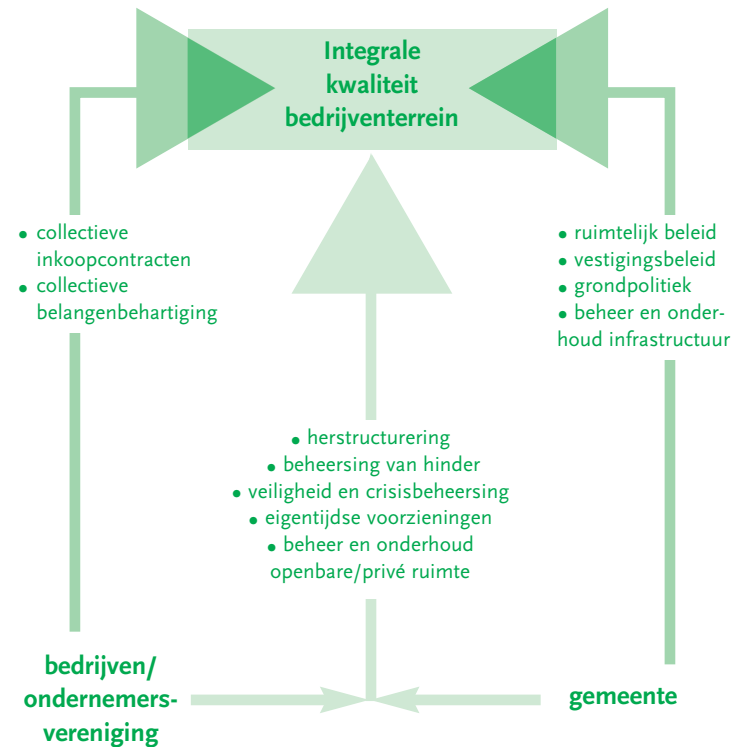 Integrale
kwaliteit
bedrijventerrein
• collectieve
inkoopcontracten
• collectieve
belangenbehartiging
• ruimtelijk beleid
• vestigingsbeleid
• grondpolitiek
• beheer en onder-
houd infrastructuur
• herstructurering
• beheersing van hinder
• veiligheid en crisisbeheersing
• eigentijdse voorzieningen
• beheer en onderhoud
openbare/privé ruimte
bedrijven/
ondernemers-
vereniging
gemeente